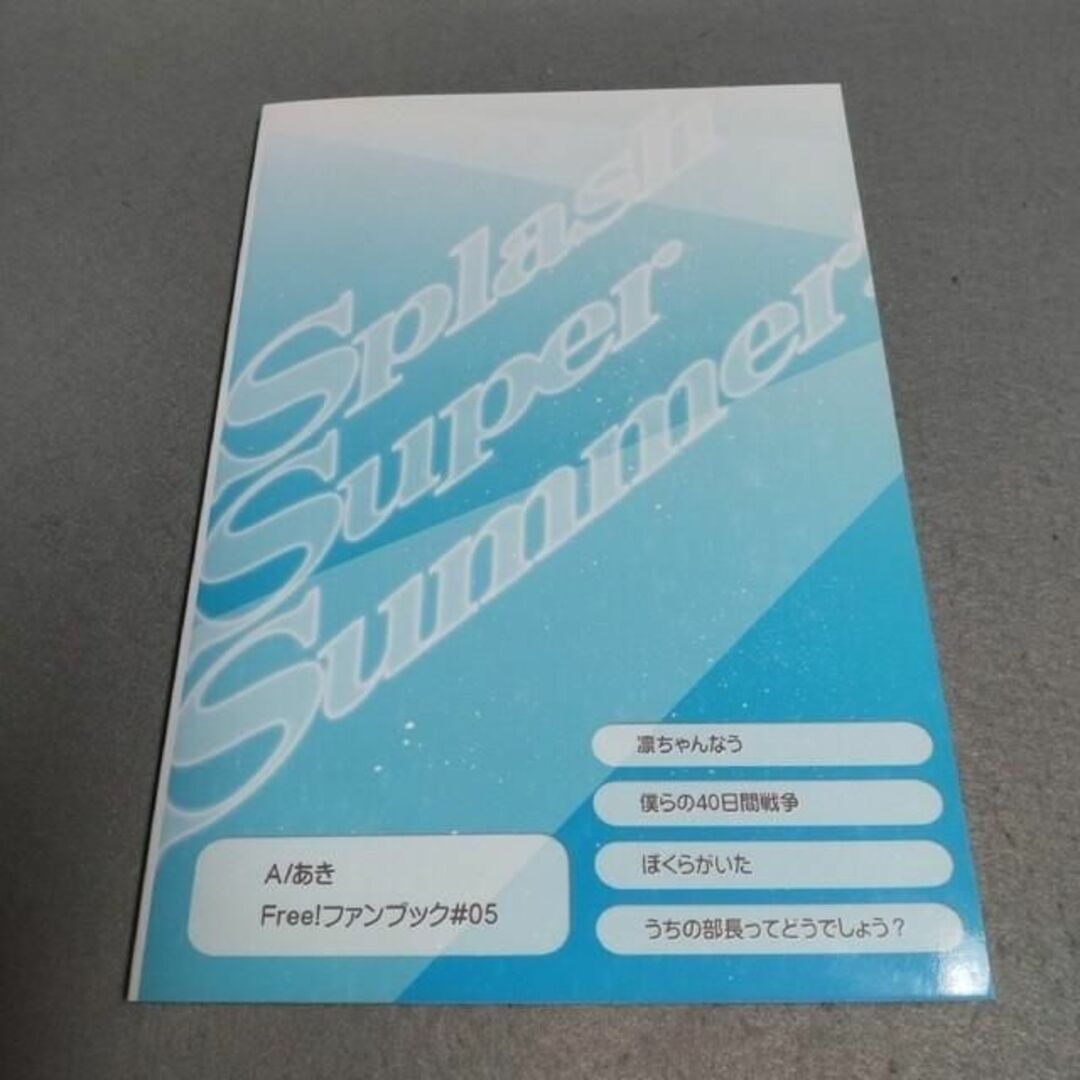 Splash
Super
Summer.
凛ちゃんなう
僕らの40日間戦争
ぼくらがいた
うちの部長ってどうでしょう?
A/あき
Free!ファンブック#05